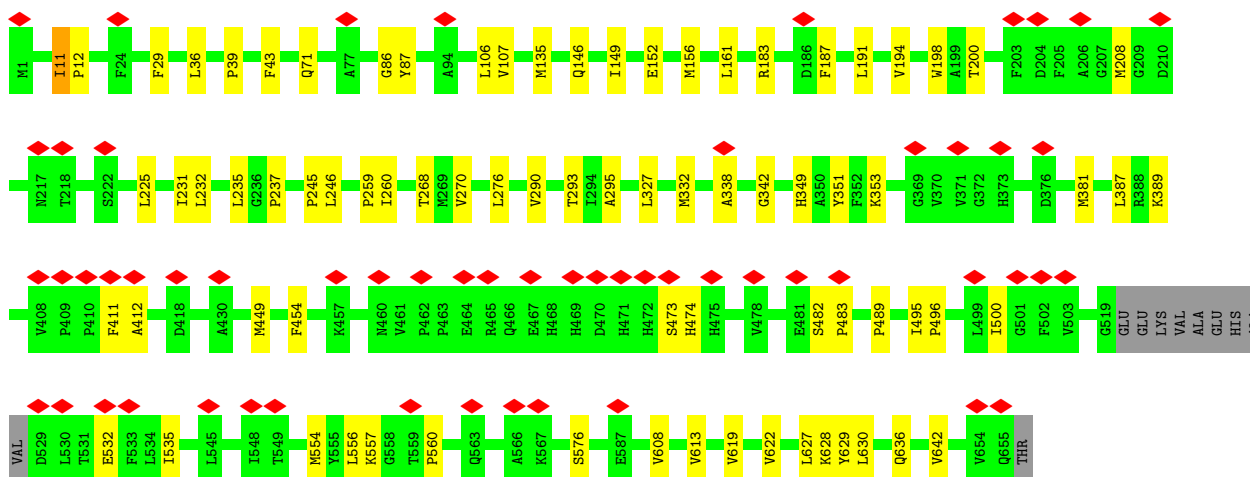 M1 I11 P12 F24 F29 L36 P39 F43 Q71 A77 G86 Y87 A94 L106 V107 M135 Q146 I149 E152 M156 L161 R183 D186 F187 L191 V194 W198 A199 T200 F203 D204 F205 A206 G207 M208 G209 D210
N217 T218 S222 L225 I231 L232 L235 G236 P237 P245 L246 P259 I260 T268 M269 V270 L276 V290 T293 I294 A295 L327 M332 A338 G342 H349 A350 Y351 F352 K353 G369 V370 V371 G372 H373 D376 M381 L387 R388 K389
V408 P409 P410 F411 A412 D418 A430 M449 F454 K457 N460 V461 P462 P463 E464 R465 Q466 E467 H468 H469 D470 H471 H472 S473 H474 H475 V478 E481 S482 P483 P489 I495 P496 L499 I500 G501 F502 V503 G519 GLU GLU LYS VAL ALA GLU HIS
VAL D529 L530 T531 E532 F533 L534 I535 L545 I548 T549 M554 Y555 L556 K557 G558 T559 P560 Q563 A566 K567 S576 E587 V608 V613 V619 V622 L627 K628 Y629 L630 Q636 V642 V654 Q655 THR